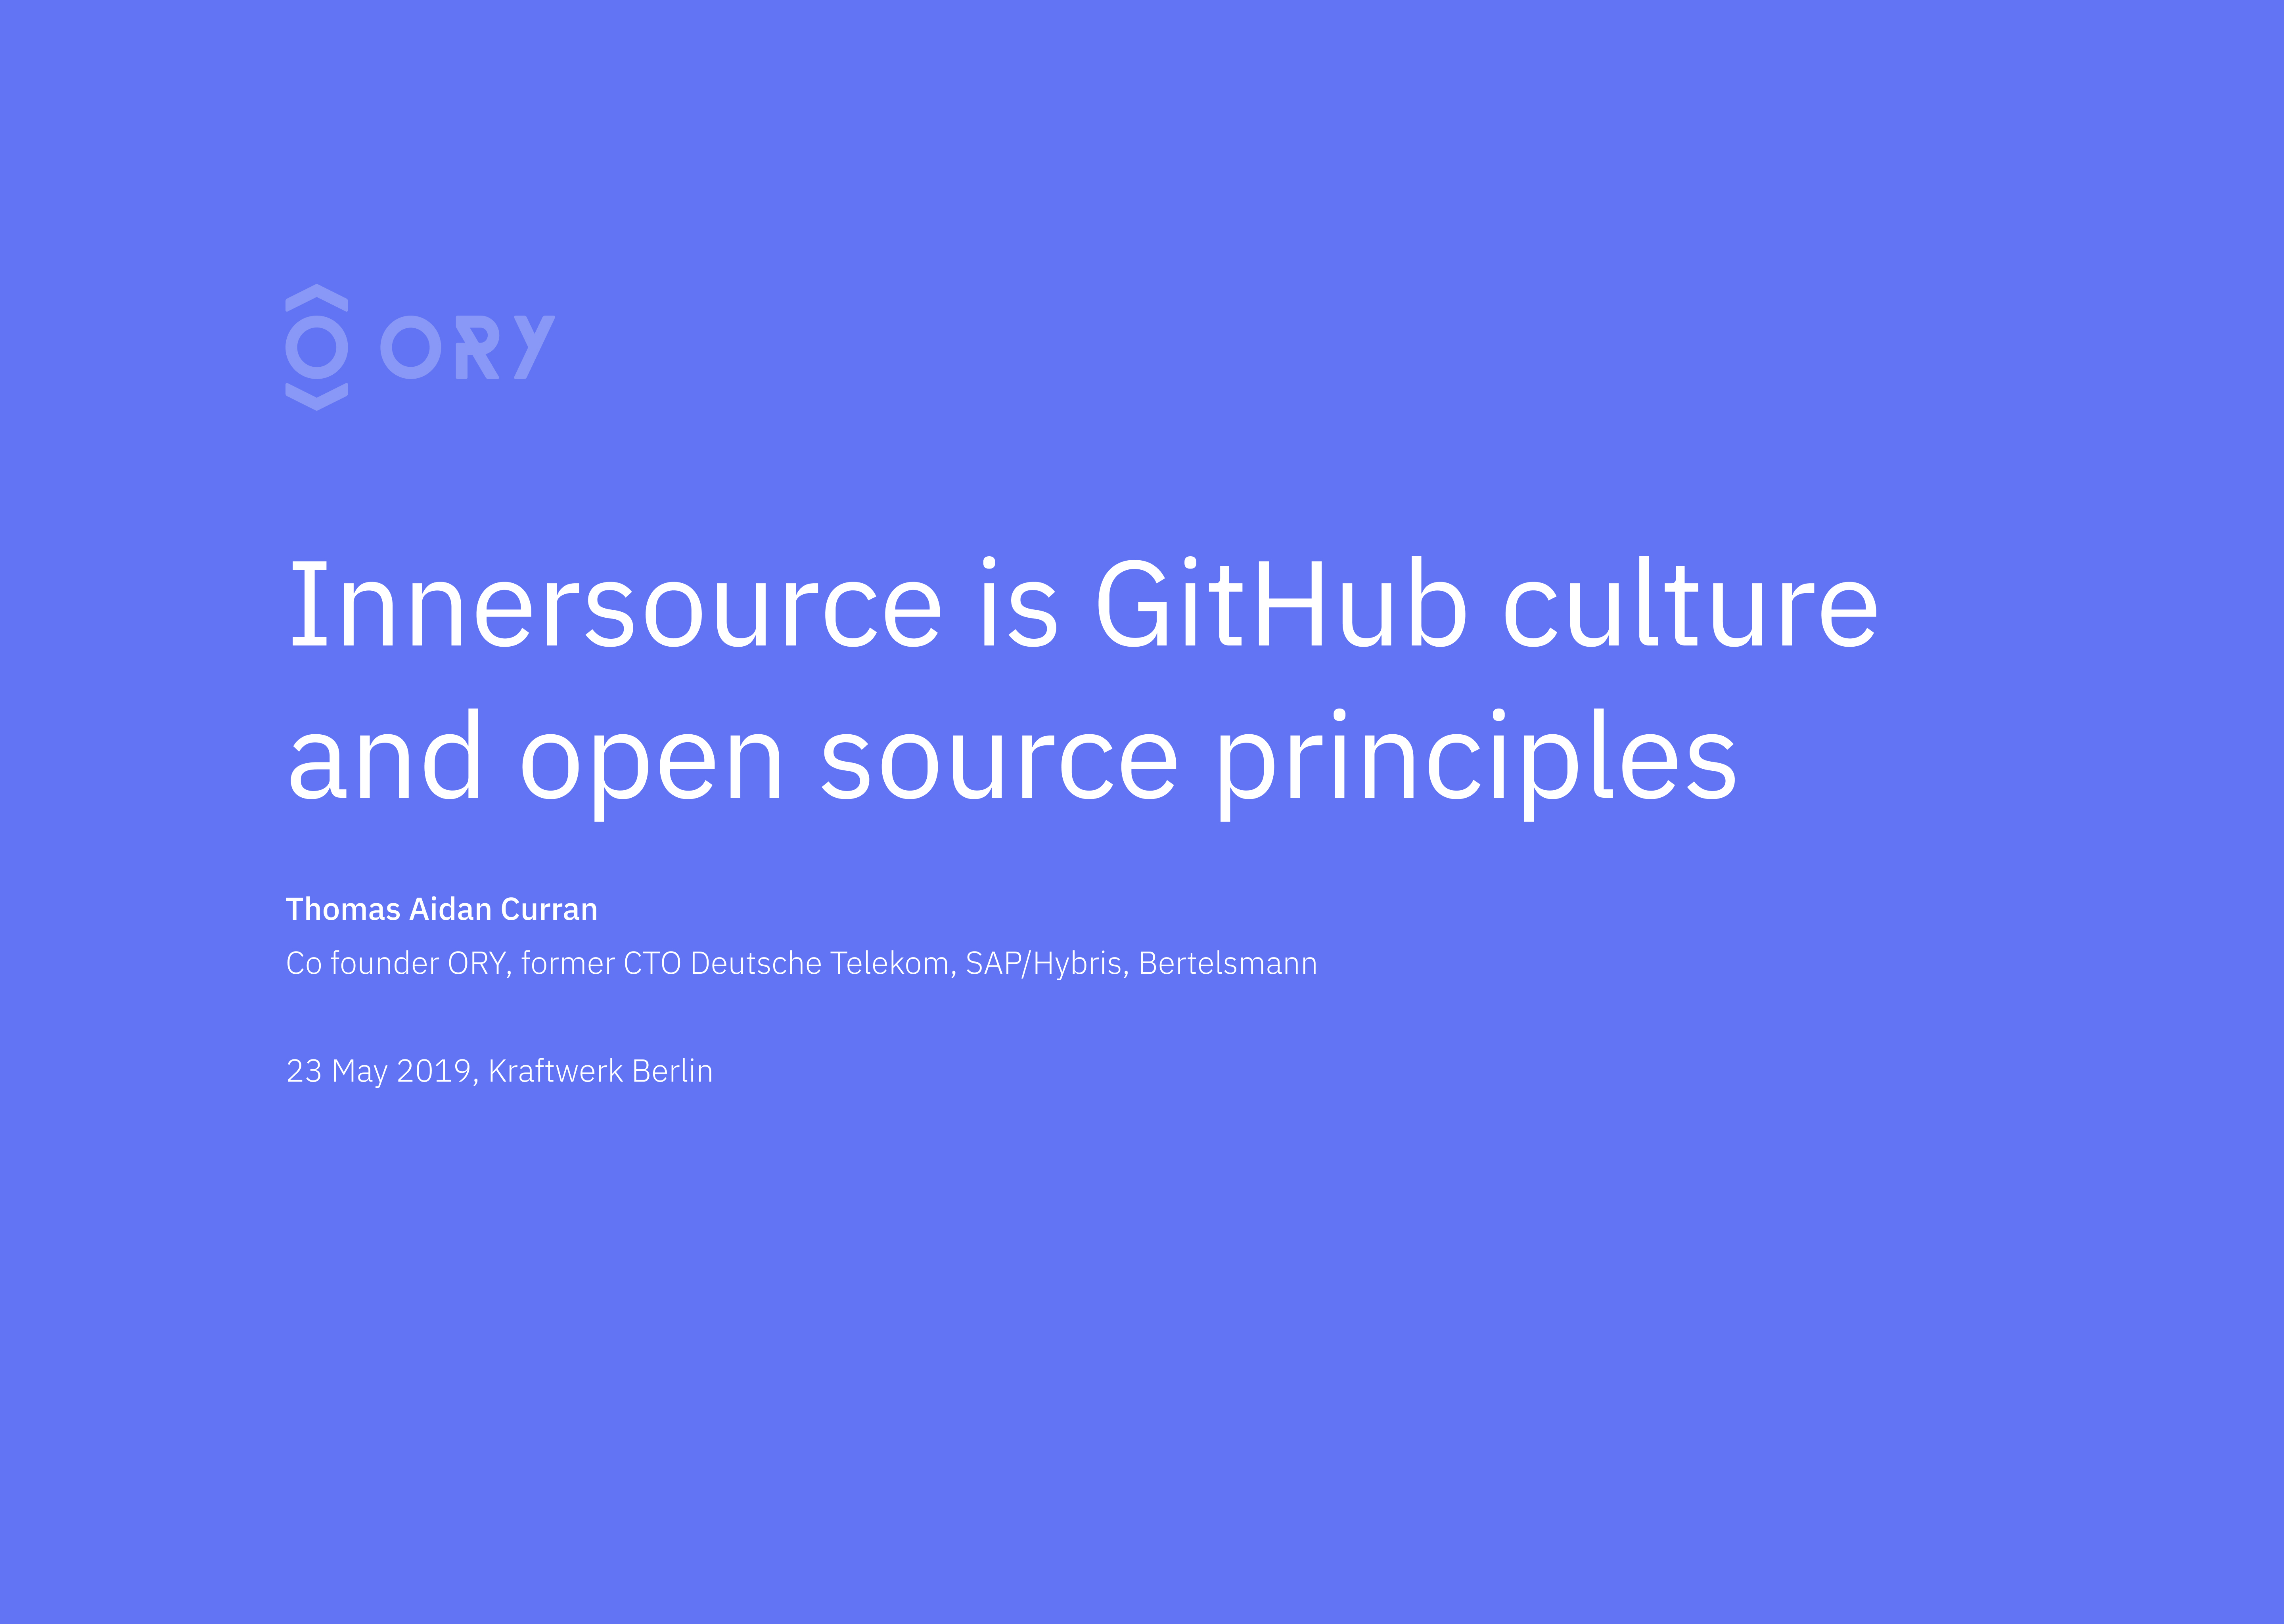 ORY
Innersource is GitHub culture
and open source principles
Thomas Aidan Curran
Co founder ORY, former CTO Deutsche Telekom, SAP/Hybris, Bertelsmann
23 May 2019, Kraftwerk Berlin